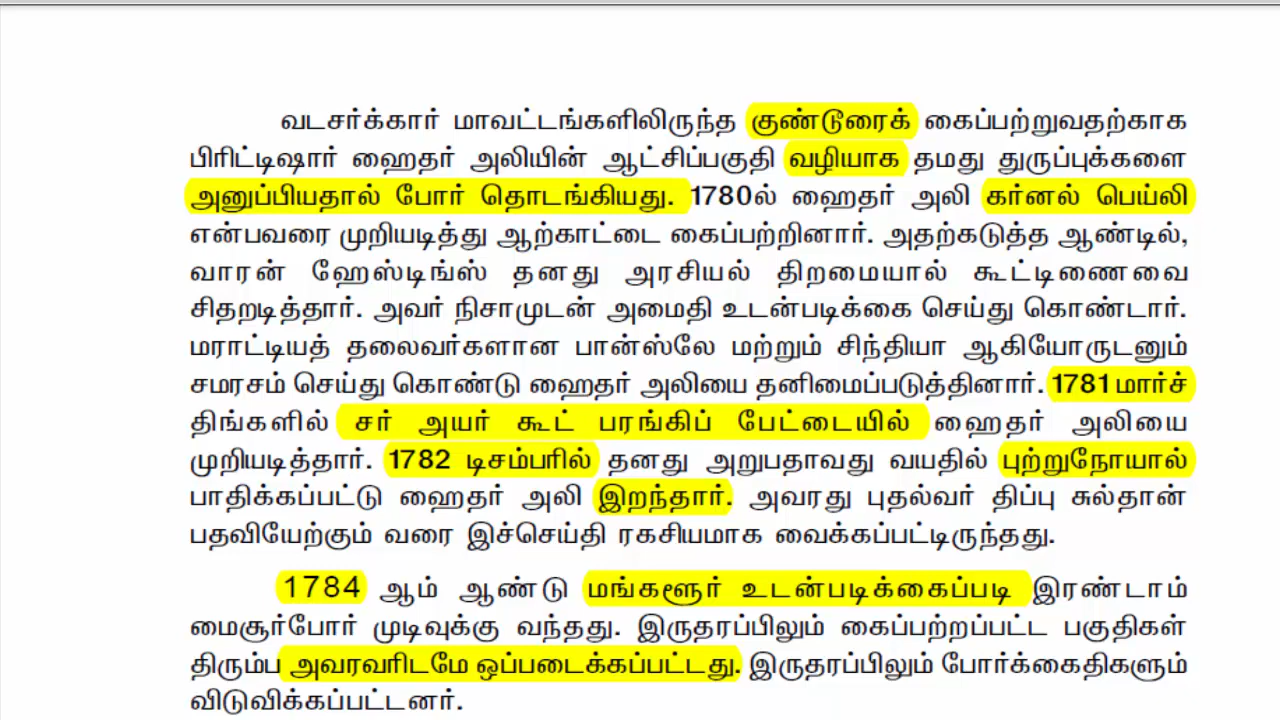 வடசர்க்கார் மாவட்டங்களிலிருந்த குண்டூரைக் கைப்பற்றுவதற்காக
பிரிட்டிஷார் ஹைதர் அலியின் ஆட்சிப்பகுதி வழியாக தமது துருப்புக்களை
அனுப்பியதால் போர் தொடங்கியது. 1780ல் ஹைதர் அலி கர்னல் பெய்லி
என்பவரை முறியடித்து ஆற்காட்டை கைப்பற்றினார். அதற்கடுத்த ஆண்டில்,
வாரன் ஹேஸ்டிங்ஸ் தனது அரசியல் திறமையால் கூட்டிணைவை
சிதறடித்தார். அவர் நிசாமுடன் அமைதி உடன்படிக்கை செய்து கொண்டார்.
மராட்டியத் தலைவர்களான பான்ஸ்லே மற்றும் சிந்தியா ஆகியோருடனும்
சமரசம் செய்து கொண்டு ஹைதர் அலியை தனிமைப்படுத்தினார். 1781 மார்ச்
திங்களில் சர் அயர் கூட் பரங்கிப் பேட்டையில் ஹைதர் அலியை
முறியடித்தார். 1782 டிசம்பரில் தனது அறுபதாவது வயதில் புற்றுநோயால்
பாதிக்கப்பட்டு ஹைதர் அலி இறந்தார். அவரது புதல்வர் திப்பு சுல்தான்
பதவியேற்கும் வரை இச்செய்தி ரகசியமாக வைக்கப்பட்டிருந்தது.
1784 ஆம் ஆண்டு மங்களூர் உடன்படிக்கைப்படி இரண்டாம்
மைசூர்போர் முடிவுக்கு வந்தது. இருதரப்பிலும் கைப்பற்றப்பட்ட பகுதிகள்
திரும்ப அவரவரிடமே ஒப்படைக்கப்பட்டது. இருதரப்பிலும் போர்க்கைதிகளும்
விடுவிக்கப்பட்டனர்.